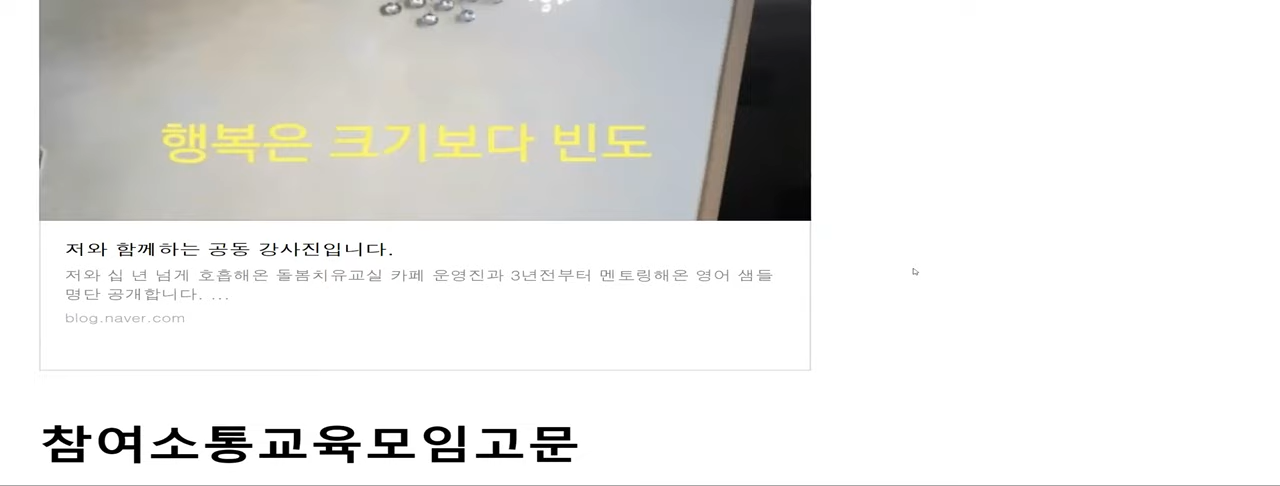 행복은 크기보다 빈도
저와 함께하는 공동 강사진입니다.
저와 십 년 넘게 호흡해온 돌봄치유교실 카페 운영진과 3년전부터 멘토링해온 영어 샘들
명단 공개합니다. ...
blog.naver.com
참여소통교육모임고문